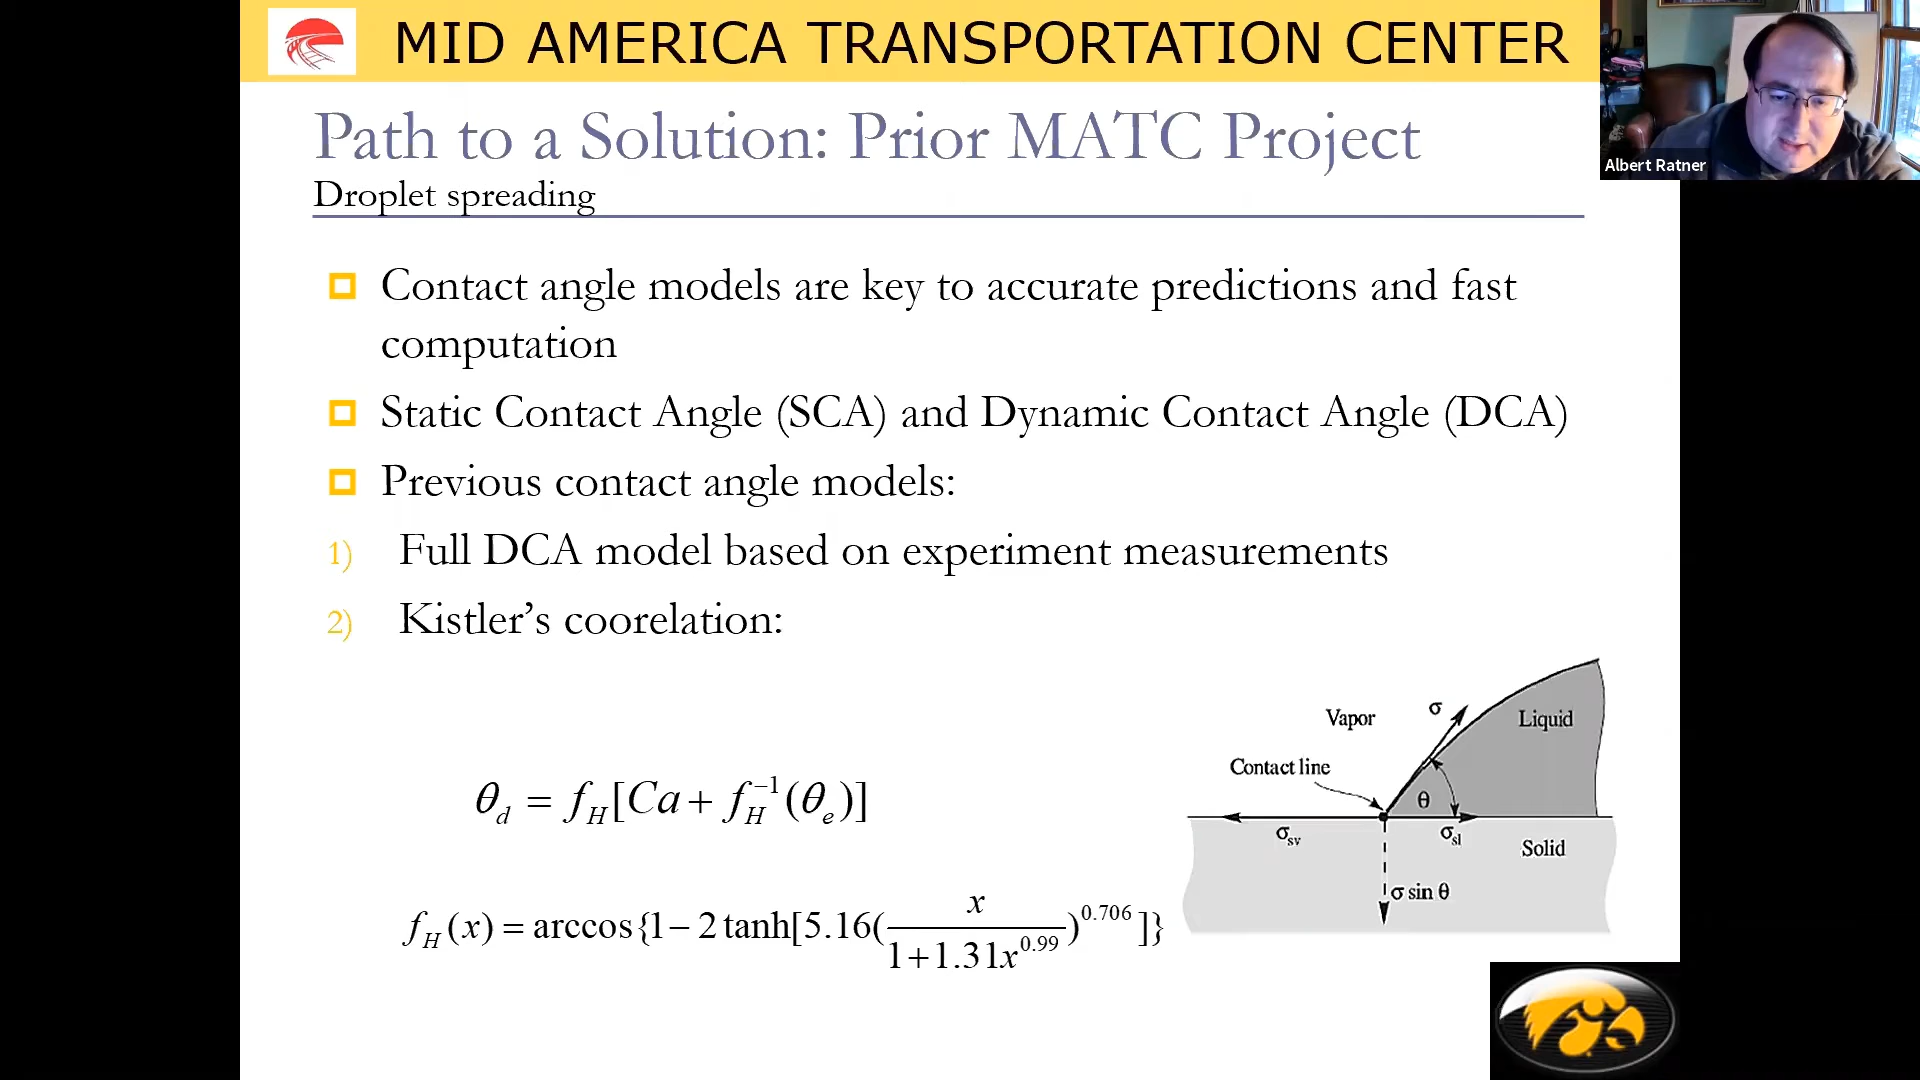 MID AMERICA TRANSPORTATION CENTER
Albert Ratner
Path to a Solution: Prior MATC Project
Droplet spreading
Contact angle models are key to accurate predictions and fast
computation
Static Contact Angle (SCA) and Dynamic Contact Angle (DCA)
Previous contact angle models:
1) Full DCA model based on experiment measurements
2) Kistler’s coorelation:
θ_d = f_H[Ca + f_H^{-1}(θ_e)]
f_H(x) = arccos{1 − 2 tanh[5.16(x / (1 + 1.31x^{0.99}))^{0.706}]}
Vapor
σ
Liquid
Contact line
θ
σ_sv
σ_sl
Solid
σ sin θ